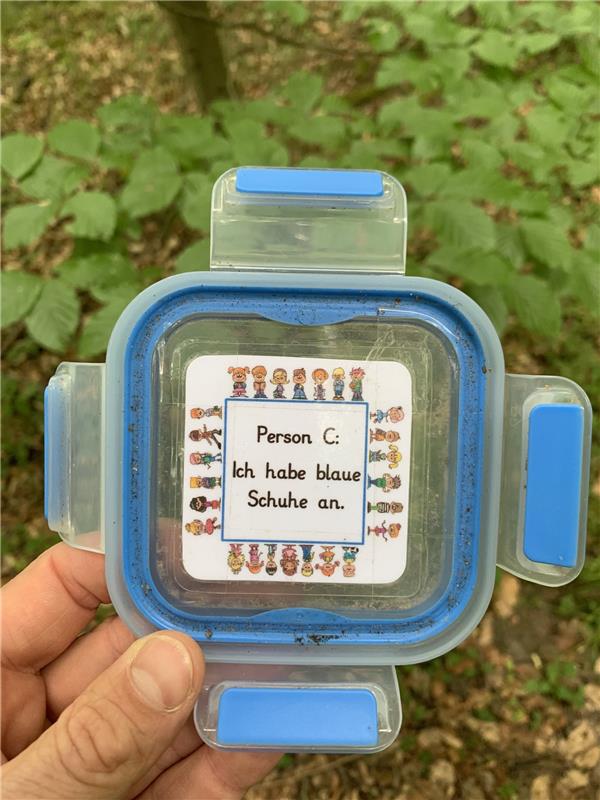 Person C:
Ich habe blaue
Schuhe an.